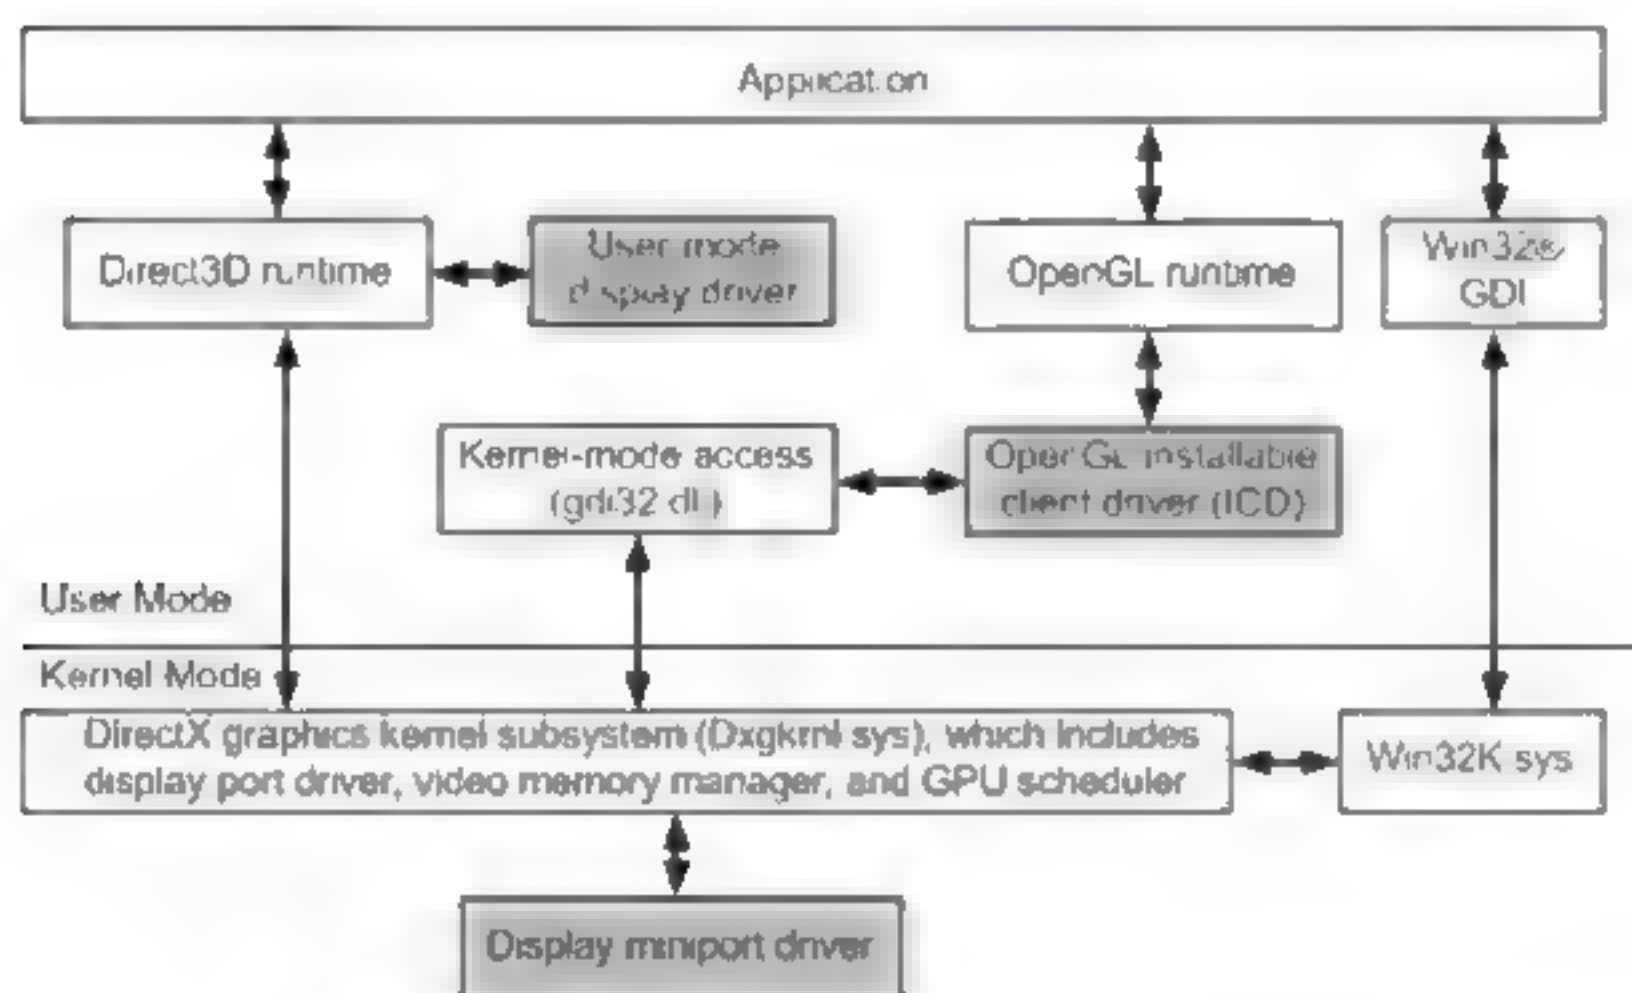 Application
Direct3D runtime
User mode
display driver
OpenGL runtime
Win32®
GDI
Kernel-mode access
(gdi32.dll)
OpenGL installable
client driver (ICD)
User Mode
Kernel Mode
DirectX graphics kernel subsystem (Dxgkrnl.sys), which includes
display port driver, video memory manager, and GPU scheduler
Win32K.sys
Display miniport driver